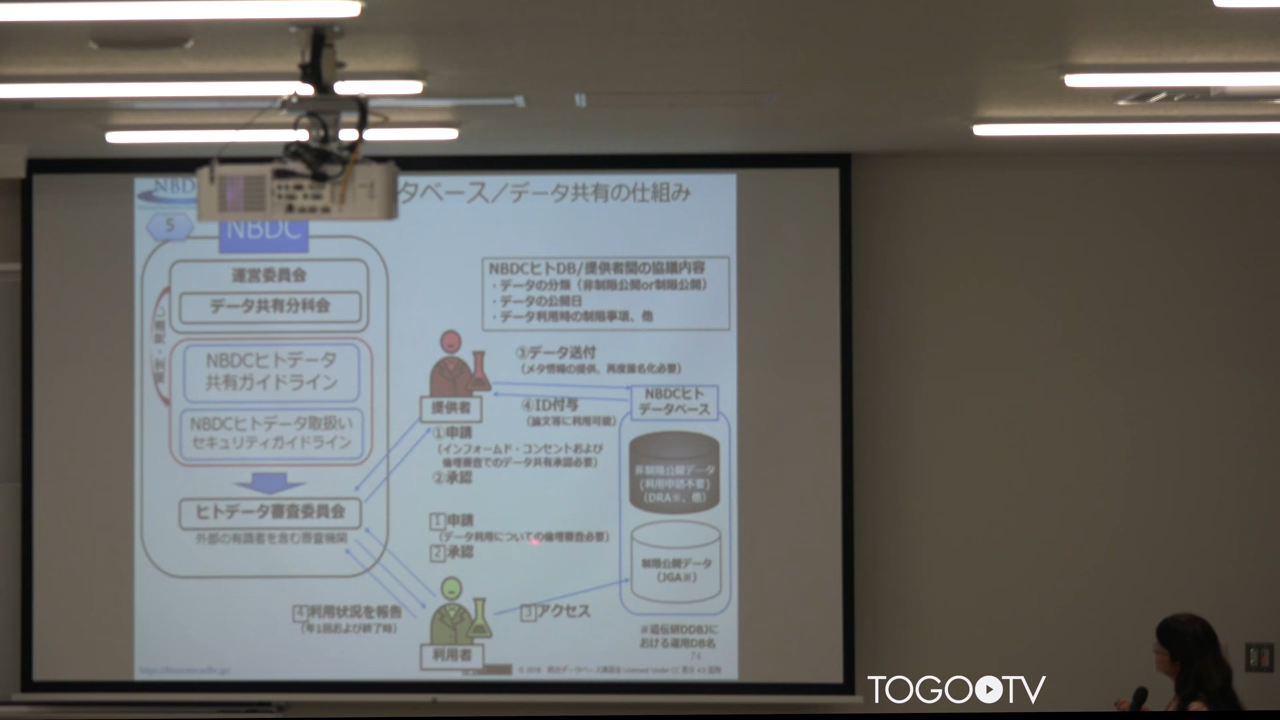 NBD
タベース／データ共有の仕組み
5
NBDC
運営委員会
データ共有分科会
NBDCヒトデータ
共有ガイドライン
NBDCヒトデータ取扱い
セキュリティガイドライン
ヒトデータ審査委員会
外部の有識者を含む審査機関
NBDCヒトDB/提供者間の協議内容
・データの分類（非制限公開or制限公開）
・データの公開日
・データ利用時の制限事項、他
③データ送付
（メタ情報の提供、再度匿名化必要）
提供者
④ID付与
（論文等に利用可能）
NBDCヒト
データベース
①申請
（インフォームド・コンセントおよび
倫理審査でのデータ共有承認必要）
②承認
非制限公開データ
（利用申請不要）
（DRA※、他）
1 申請
（データ利用についての倫理審査必要）
2 承認
制限公開データ
（JGA※）
4 利用状況を報告
（年1回および終了時）
3 アクセス
利用者
※遺伝研DDBJに
おける運用DB名
74
TOGOTV